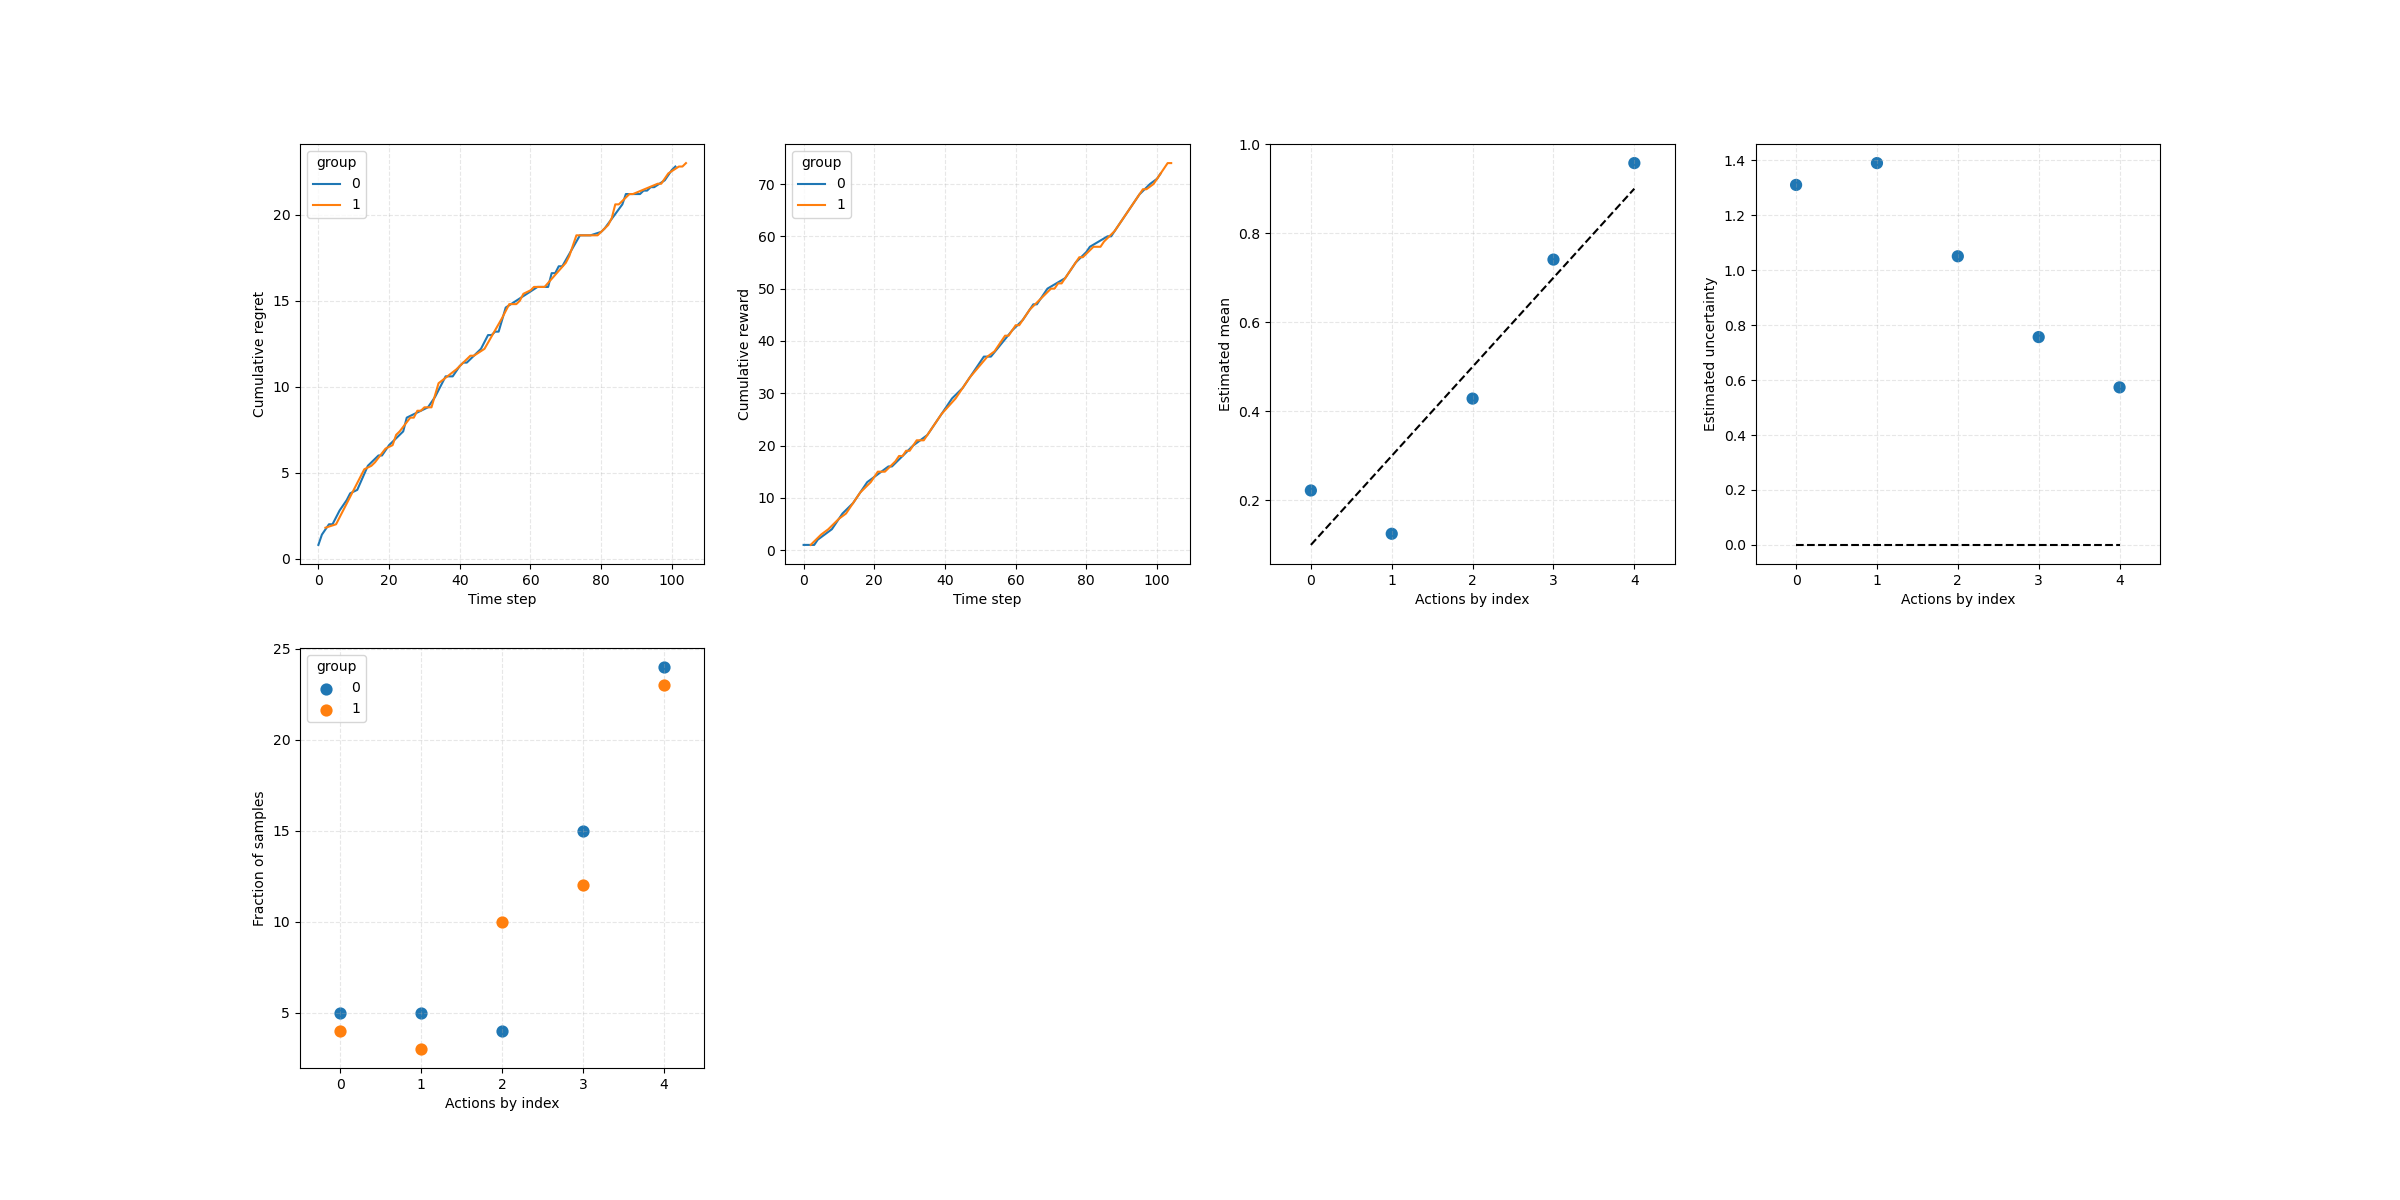 group
0
1
Cumulative regret
0
5
10
15
20
0 20 40 60 80 100
Time step
group
0
1
Cumulative reward
0
10
20
30
40
50
60
70
0 20 40 60 80 100
Time step
Estimated mean
1.0
0.8
0.6
0.4
0.2
0 1 2 3 4
Actions by index
Estimated uncertainty
1.4
1.2
1.0
0.8
0.6
0.4
0.2
0.0
0 1 2 3 4
Actions by index
group
0
1
Fraction of samples
25
20
15
10
5
0 1 2 3 4
Actions by index